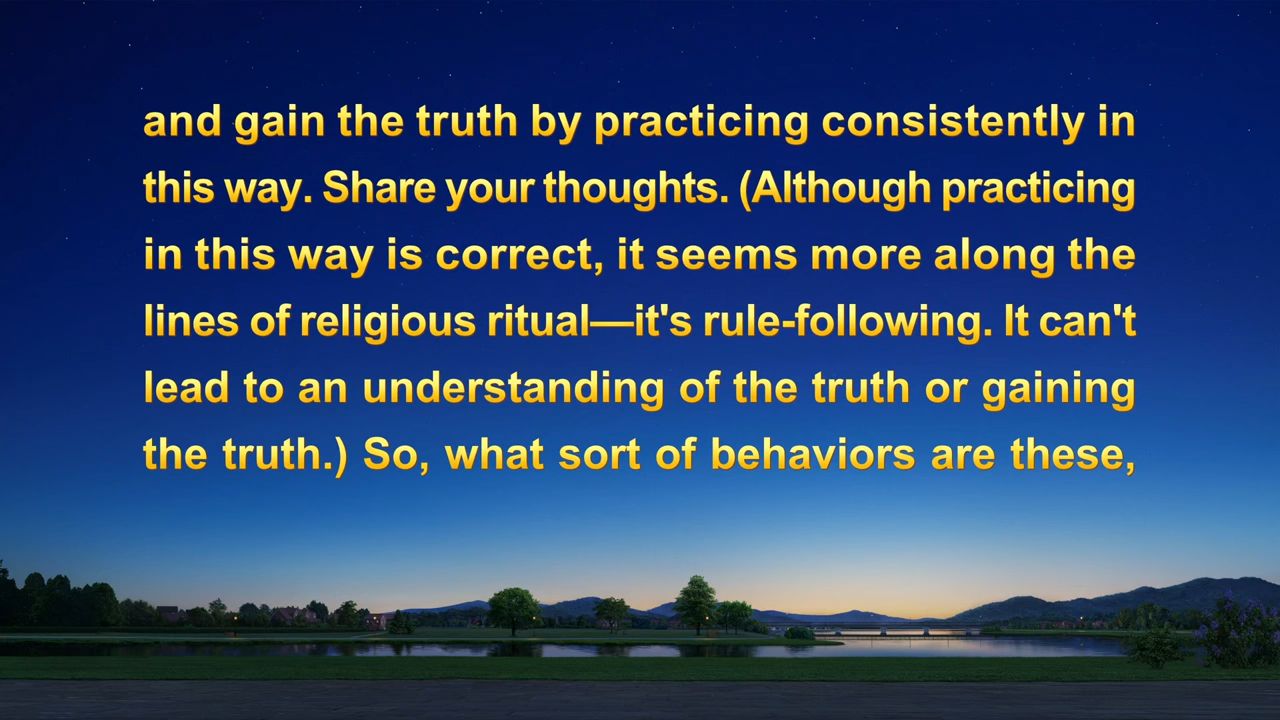 and gain the truth by practicing consistently in
this way. Share your thoughts. (Although practicing
in this way is correct, it seems more along the
lines of religious ritual—it's rule-following. It can't
lead to an understanding of the truth or gaining
the truth.) So, what sort of behaviors are these,